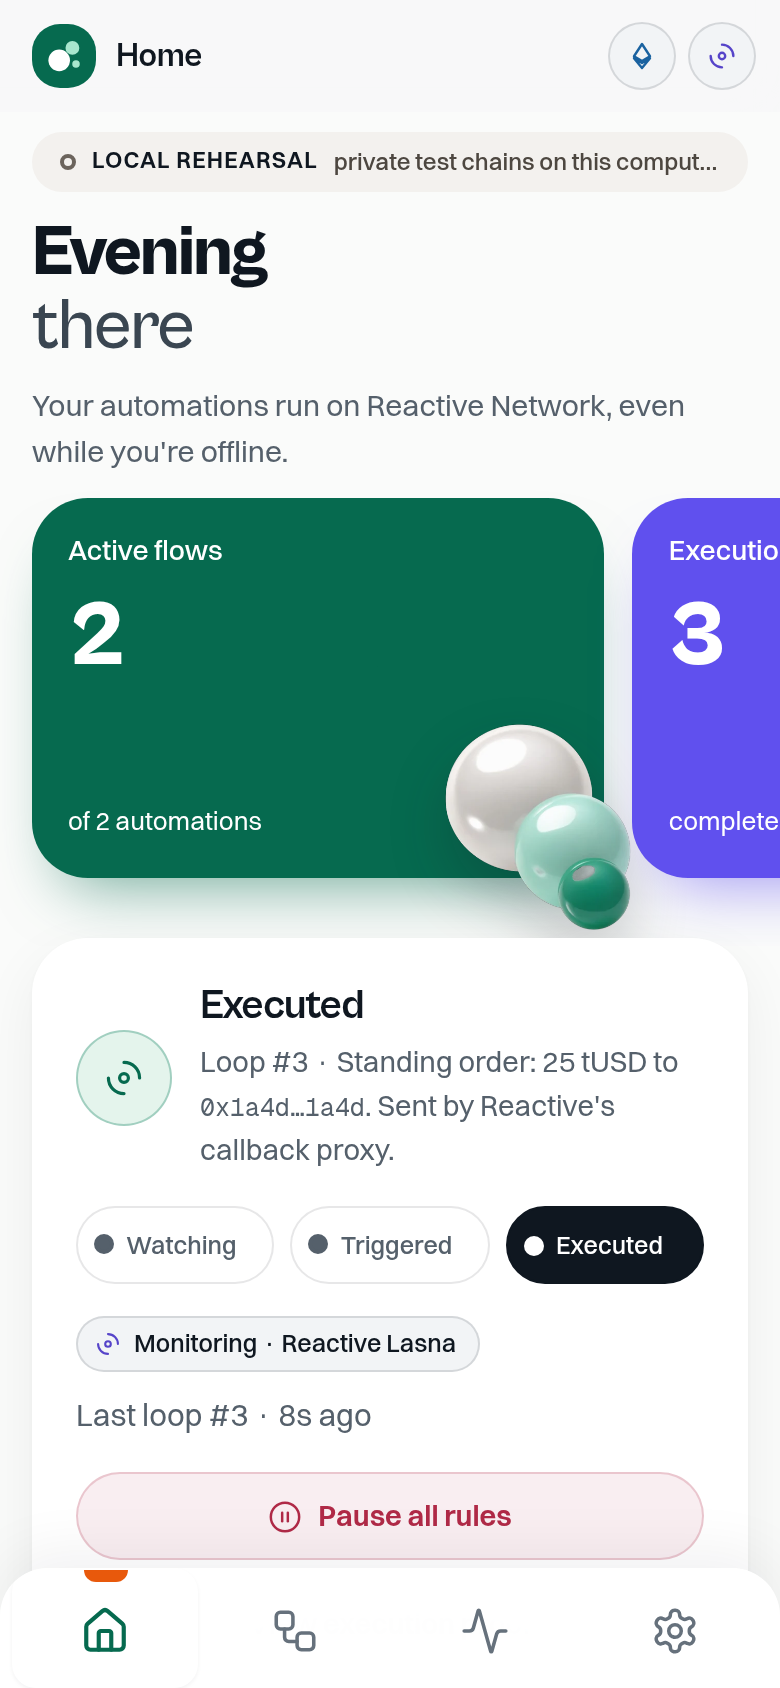 Home
LOCAL REHEARSAL private test chains on this comput...
Evening
there
Your automations run on Reactive Network, even
while you're offline.
Active flows
2
of 2 automations
Executio
3
complete
Executed
Loop #3 · Standing order: 25 tUSD to
0x1a4d…1a4d. Sent by Reactive's
callback proxy.
Watching
Triggered
Executed
Monitoring · Reactive Lasna
Last loop #3 · 8s ago
Pause all rules